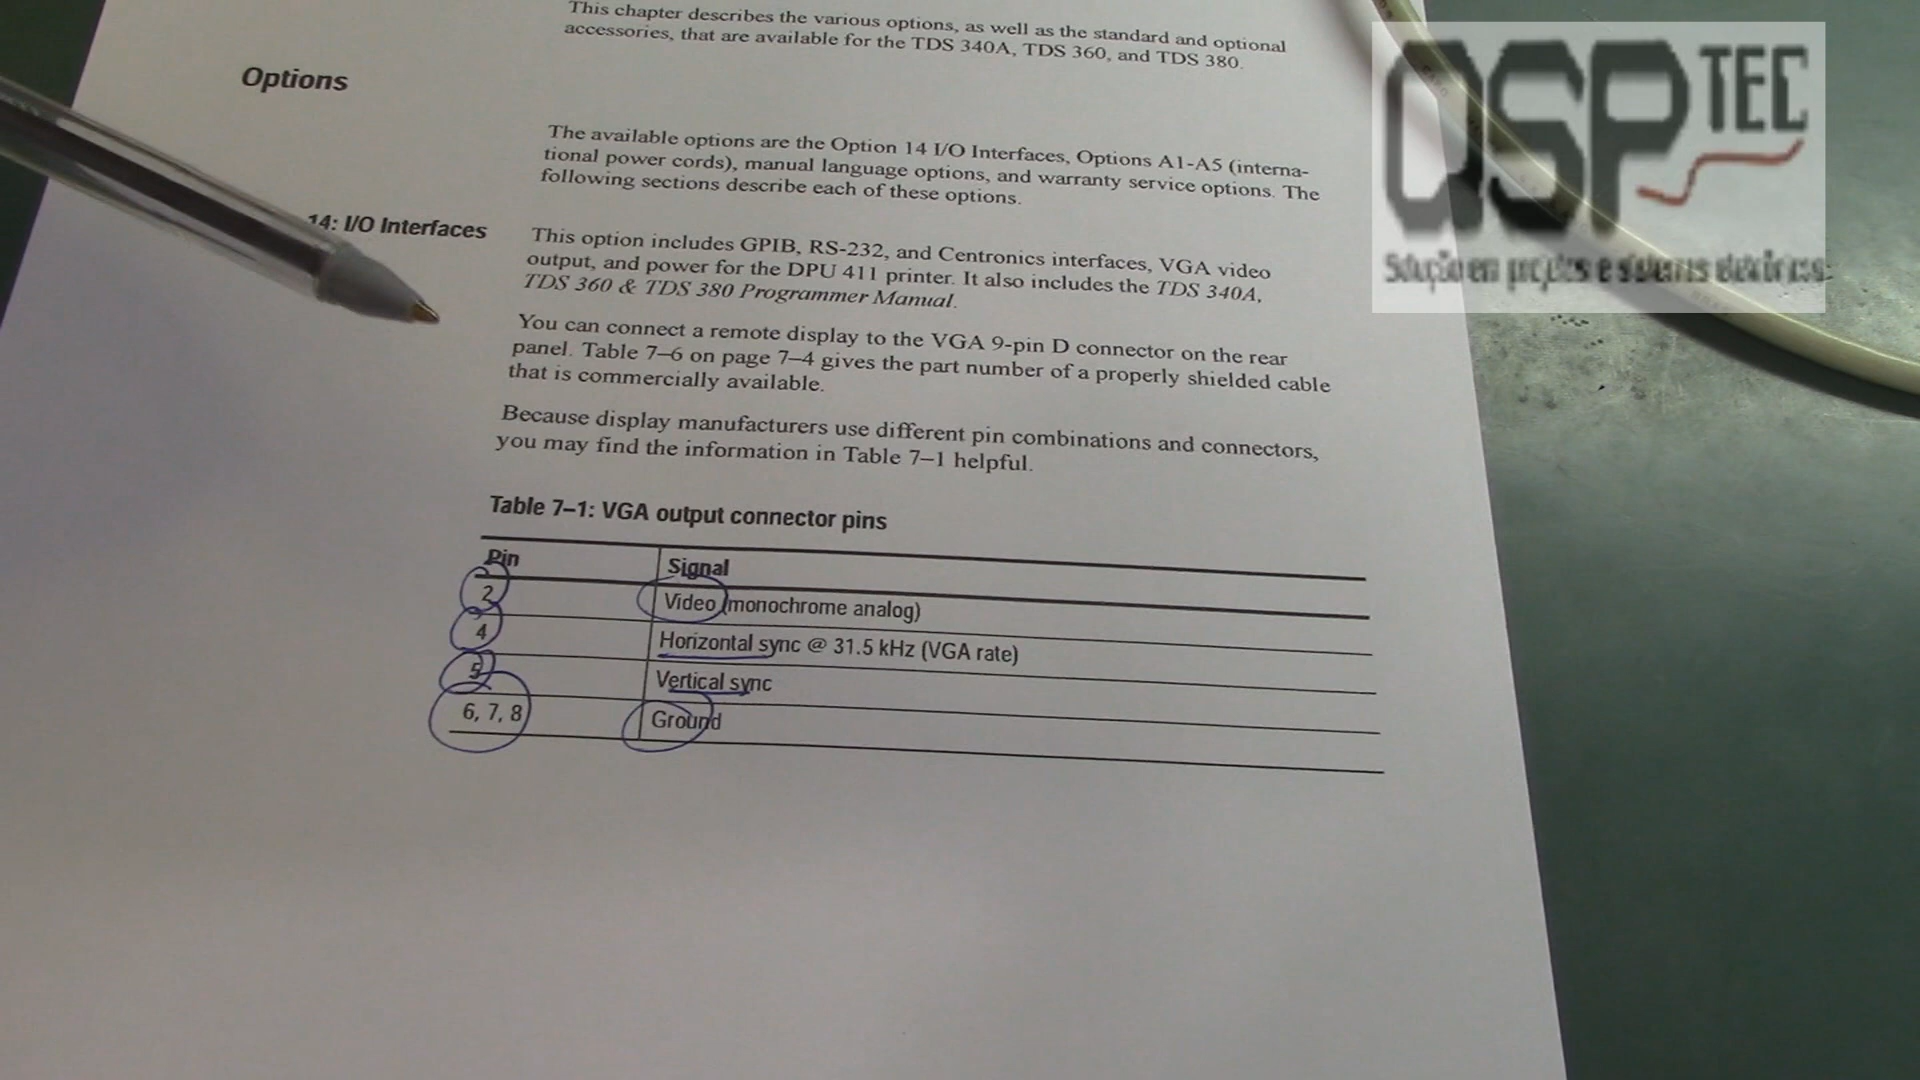 This chapter describes the various options, as well as the standard and optional
accessories, that are available for the TDS 340A, TDS 360, and TDS 380.
Options
The available options are the Option 14 I/O Interfaces, Options A1-A5 (interna-
tional power cords), manual language options, and warranty service options. The
following sections describe each of these options.
14: I/O Interfaces
This option includes GPIB, RS-232, and Centronics interfaces, VGA video
output, and power for the DPU 411 printer. It also includes the TDS 340A,
TDS 360 & TDS 380 Programmer Manual.
You can connect a remote display to the VGA 9-pin D connector on the rear
panel. Table 7–6 on page 7–4 gives the part number of a properly shielded cable
that is commercially available.
Because display manufacturers use different pin combinations and connectors,
you may find the information in Table 7–1 helpful.
Table 7–1: VGA output connector pins
Pin Signal
2 Video (monochrome analog)
4 Horizontal sync @ 31.5 kHz (VGA rate)
5 Vertical sync
6, 7, 8 Ground
QSP TEC
Solução em projetos e sistemas eletrônicos